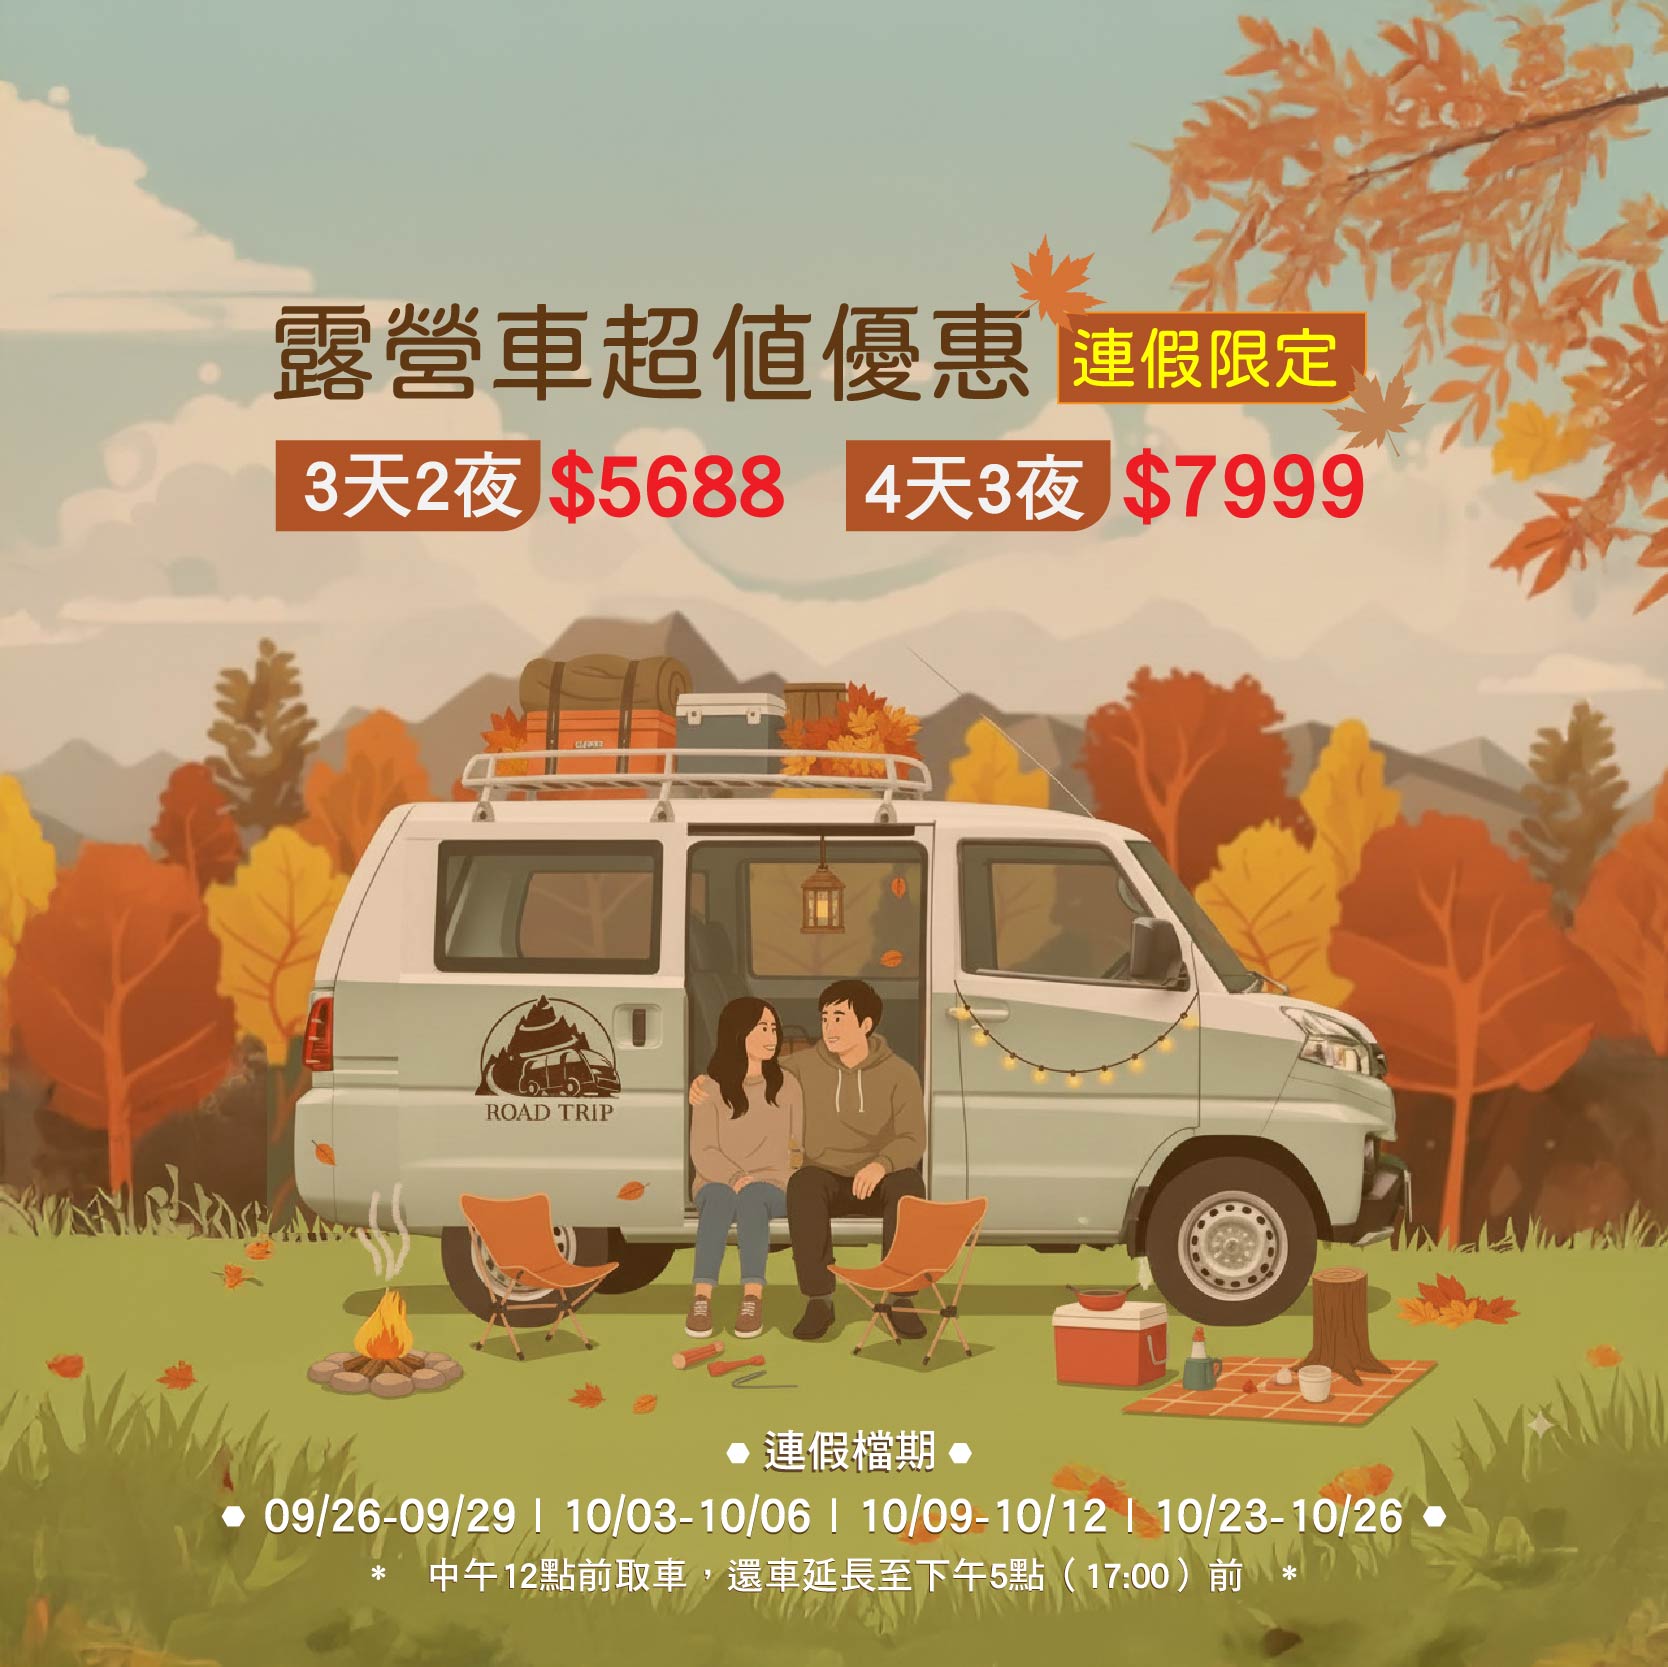 露營車超值優惠 連假限定
3天2夜 $5688 4天3夜 $7999
ROAD TRIP
● 連假檔期 ●
● 09/26-09/29 | 10/03-10/06 | 10/09-10/12 | 10/23-10/26 ●
* 中午12點前取車，還車延長至下午5點（17:00）前 *